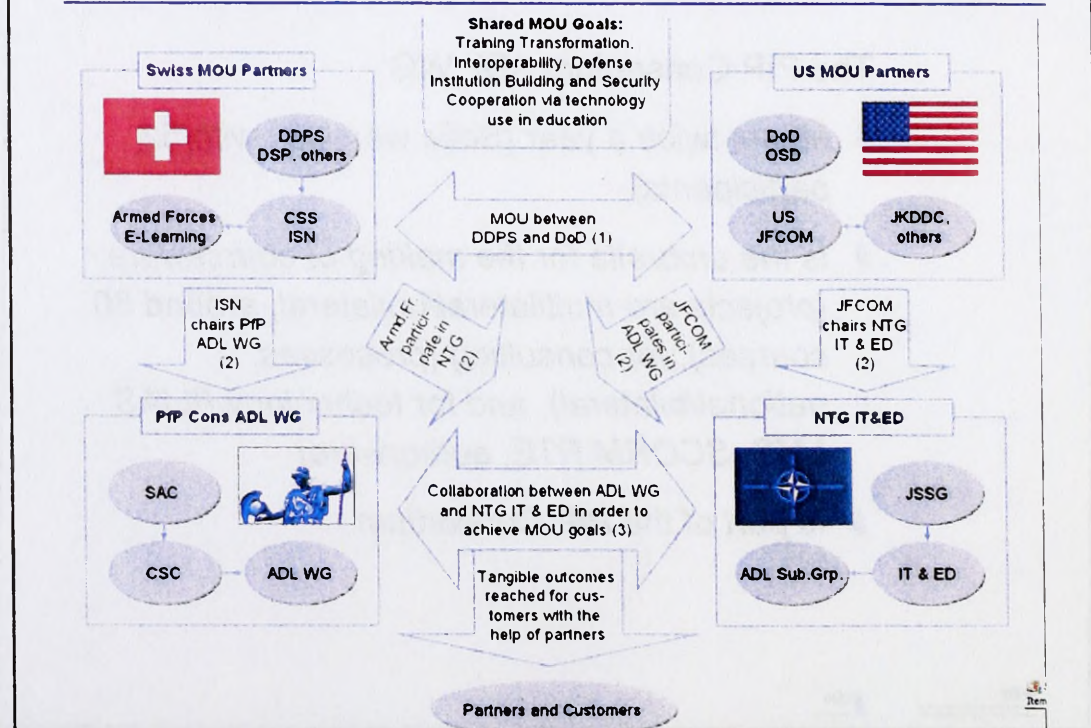 Shared MOU Goals:
Training Transformation,
Interoperability, Defense
Institution Building and Security
Cooperation via technology
use in education
Swiss MOU Partners
DDPS
DSP, others
Armed Forces
E-Learning
CSS
ISN
US MOU Partners
DoD
OSD
US
JFCOM
JKDDC,
others
MOU between
DDPS and DoD (1)
ISN
chairs PfP
ADL WG
(2)
Armd.F.
partici-
pate in
NTG
(2)
JFCOM
partici-
pates in
ADL WG
(2)
JFCOM
chairs NTG
IT & ED
(2)
PfP Cons ADL WG
SAC
CSC
ADL WG
Collaboration between ADL WG
and NTG IT & ED in order to
achieve MOU goals (3)
NTG IT&ED
JSSG
ADL Sub.Grp.
IT & ED
Tangible outcomes
reached for cus-
tomers with the
help of partners
Partners and Customers
Item